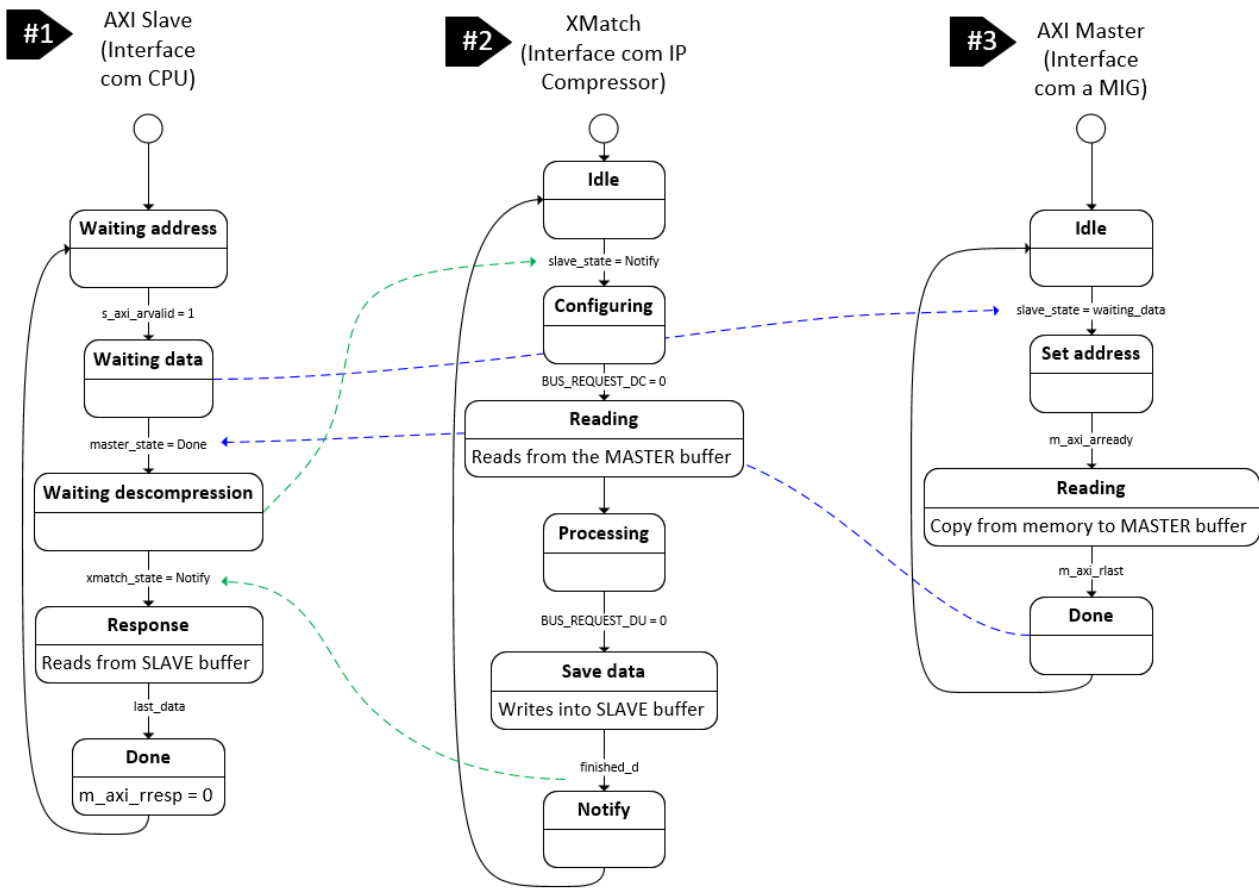 #1
AXI Slave
(Interface
com CPU)
Waiting address
s_axi_arvalid = 1
Waiting data
master_state = Done
Waiting descompression
xmatch_state = Notify
Response
Reads from SLAVE buffer
last_data
Done
m_axi_rresp = 0
#2
XMatch
(Interface com IP
Compressor)
Idle
slave_state = Notify
Configuring
BUS_REQUEST_DC = 0
Reading
Reads from the MASTER buffer
Processing
BUS_REQUEST_DU = 0
Save data
Writes into SLAVE buffer
finished_d
Notify
#3
AXI Master
(Interface
com a MIG)
Idle
slave_state = waiting_data
Set address
m_axi_arready
Reading
Copy from memory to MASTER buffer
m_axi_rlast
Done